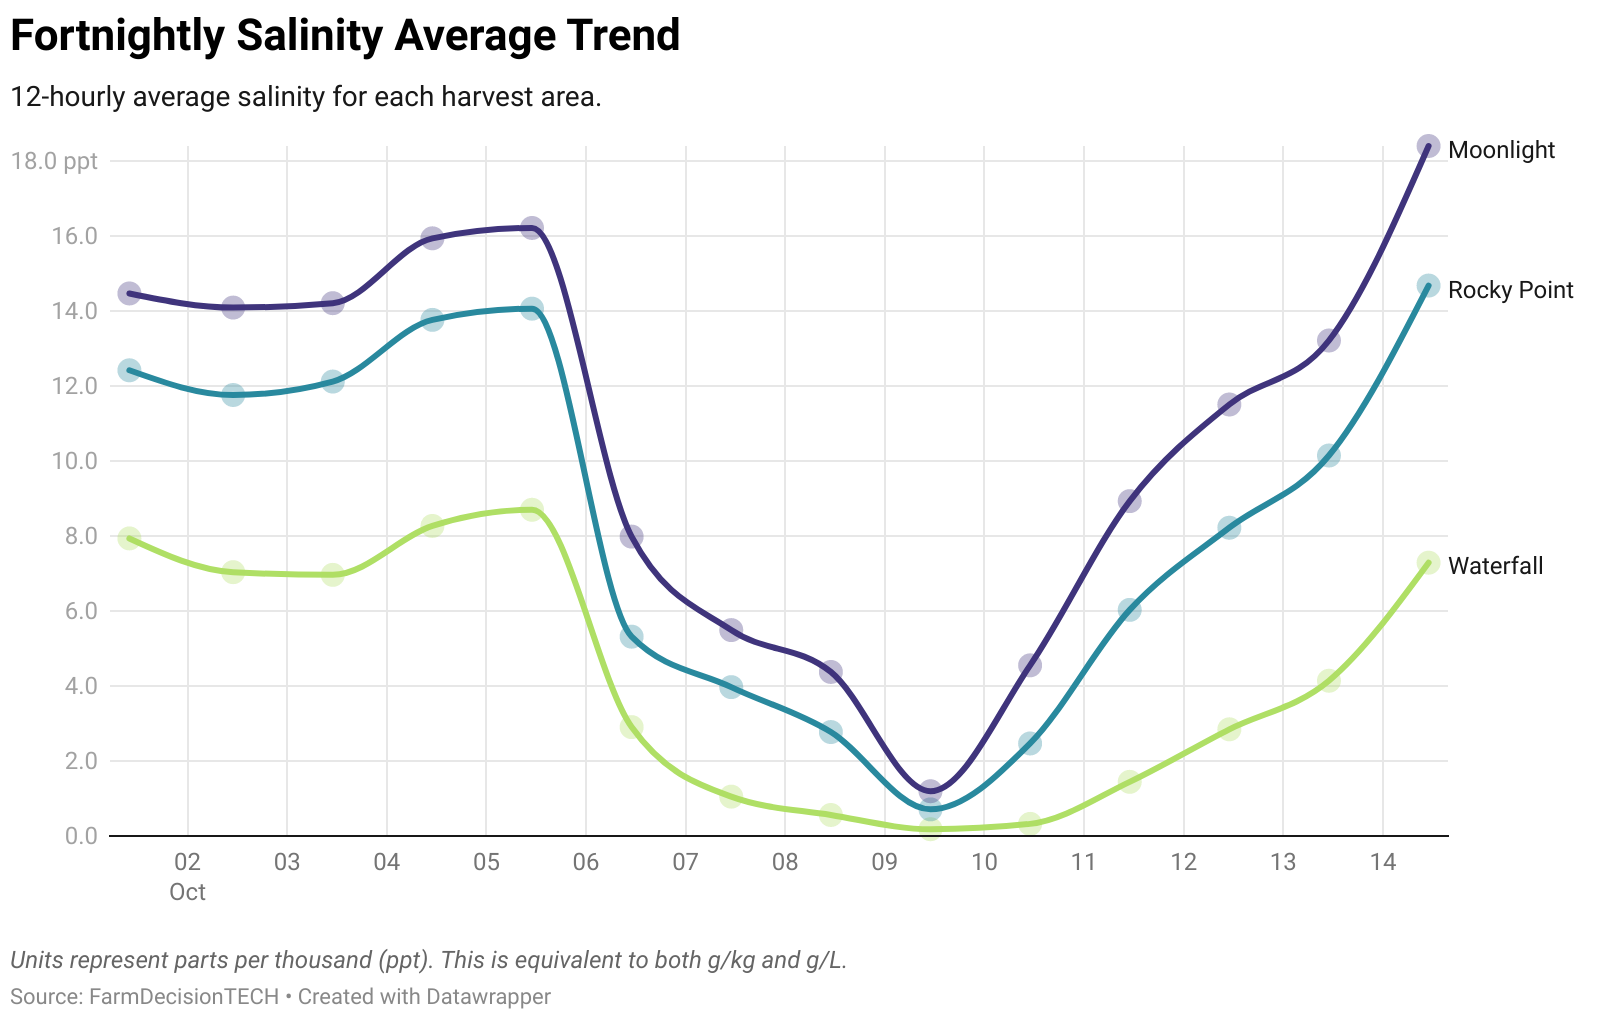 Fortnightly Salinity Average Trend
12-hourly average salinity for each harvest area.
18.0 ppt
16.0
14.0
12.0
10.0
8.0
6.0
4.0
2.0
0.0
Moonlight
Rocky Point
Waterfall
02 03 04 05 06 07 08 09 10 11 12 13 14
Oct
Units represent parts per thousand (ppt). This is equivalent to both g/kg and g/L.
Source: FarmDecisionTECH • Created with Datawrapper